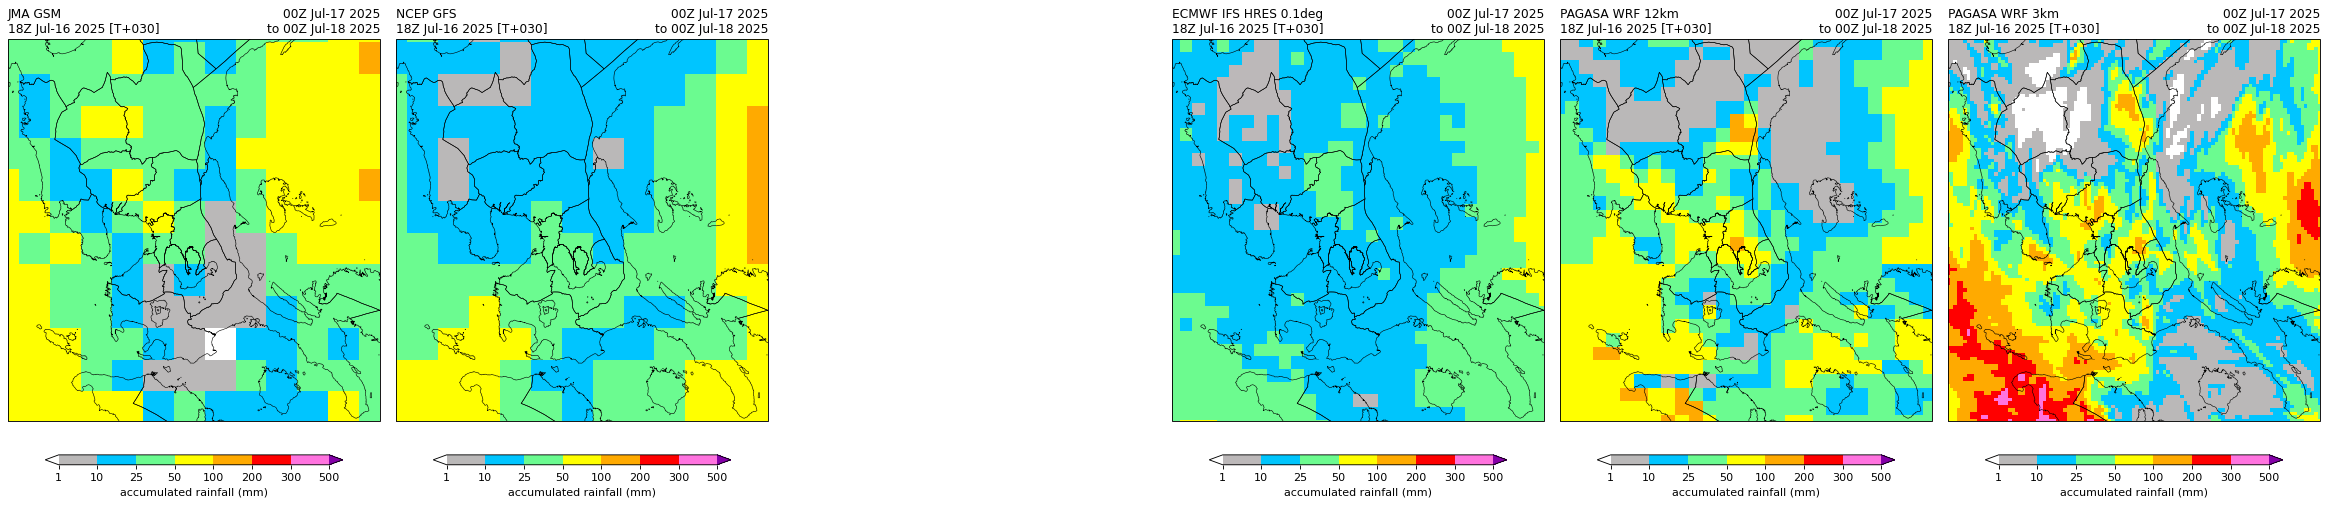 JMA GSM 00Z Jul-17 2025
18Z Jul-16 2025 [T+030] to 00Z Jul-18 2025
1 10 25 50 100 200 300 500
accumulated rainfall (mm)
NCEP GFS 00Z Jul-17 2025
18Z Jul-16 2025 [T+030] to 00Z Jul-18 2025
1 10 25 50 100 200 300 500
accumulated rainfall (mm)
ECMWF IFS HRES 0.1deg 00Z Jul-17 2025
18Z Jul-16 2025 [T+030] to 00Z Jul-18 2025
1 10 25 50 100 200 300 500
accumulated rainfall (mm)
PAGASA WRF 12km 00Z Jul-17 2025
18Z Jul-16 2025 [T+030] to 00Z Jul-18 2025
1 10 25 50 100 200 300 500
accumulated rainfall (mm)
PAGASA WRF 3km 00Z Jul-17 2025
18Z Jul-16 2025 [T+030] to 00Z Jul-18 2025
1 10 25 50 100 200 300 500
accumulated rainfall (mm)